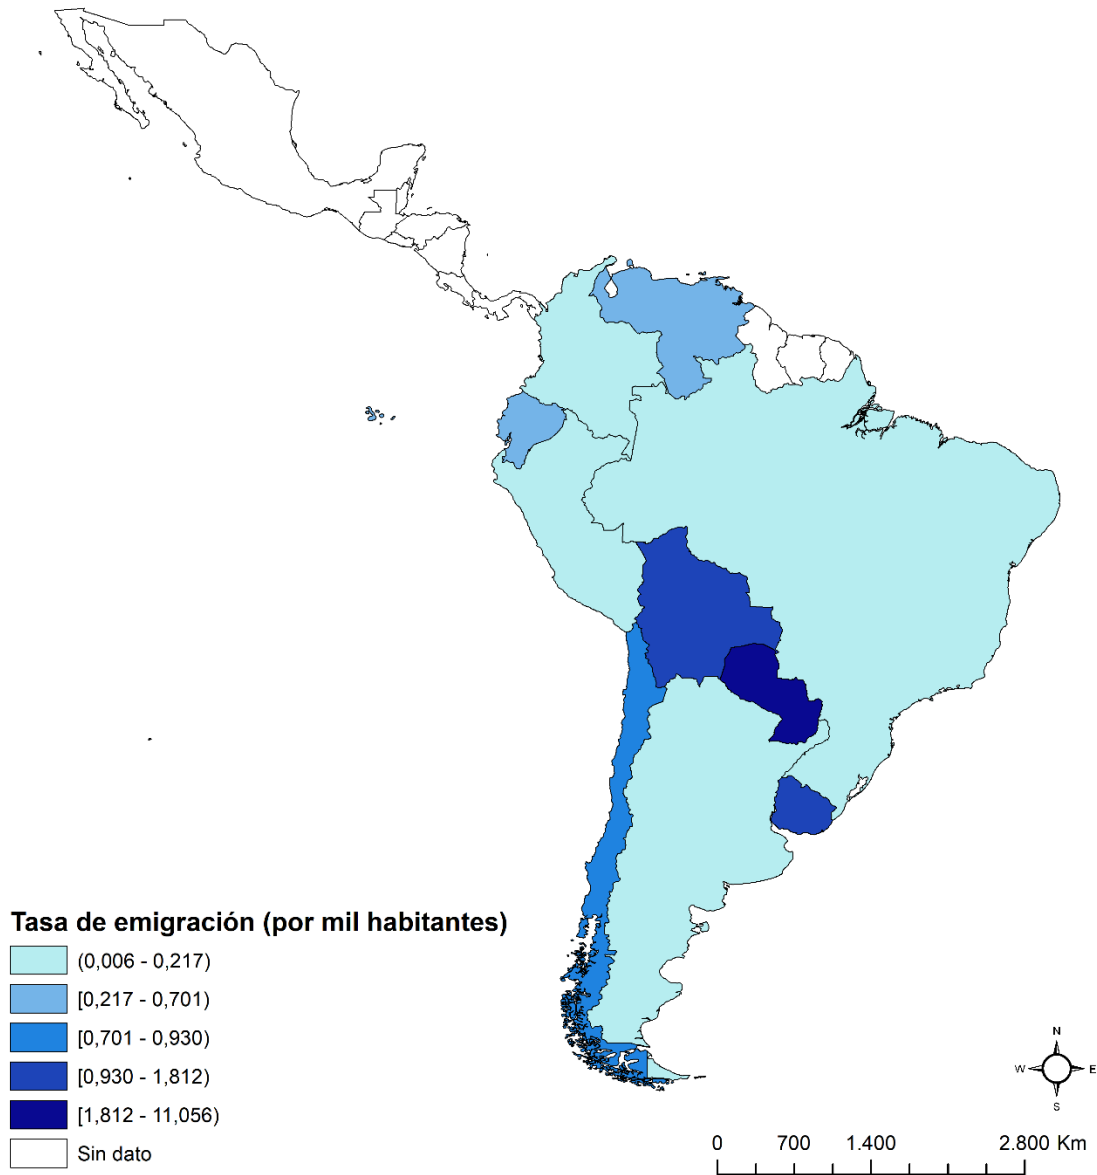 Tasa de emigración (por mil habitantes)
(0,006 - 0,217)
[0,217 - 0,701)
[0,701 - 0,930)
[0,930 - 1,812)
[1,812 - 11,056)
Sin dato
N
W E
S
0 700 1.400 2.800 Km